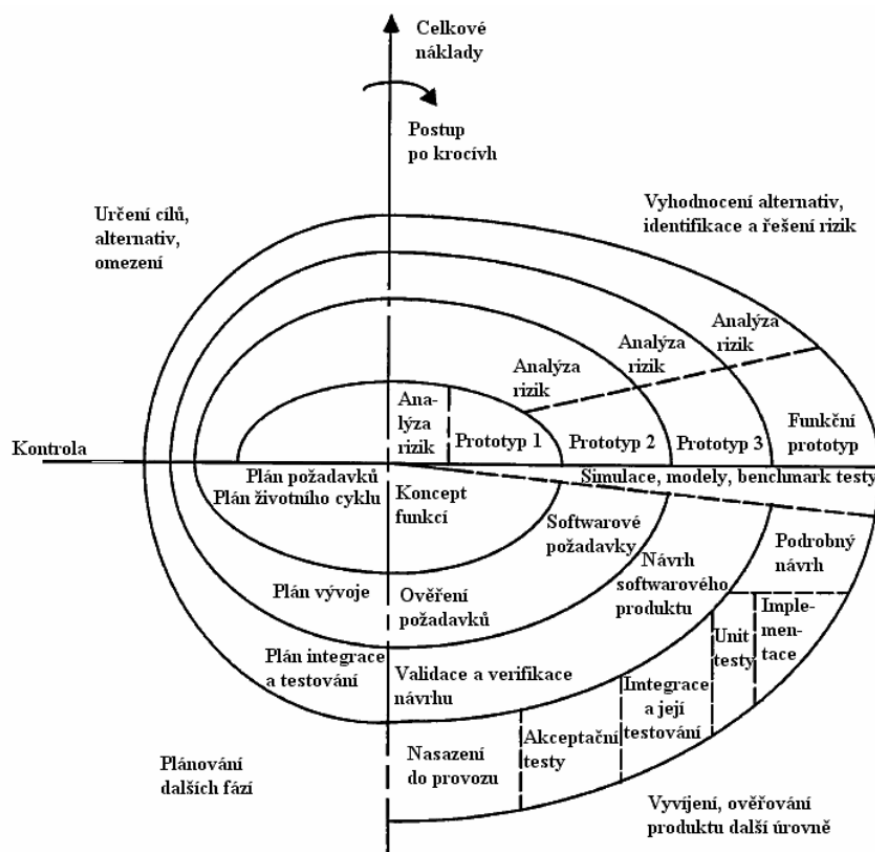 Celkové
náklady
Postup
po krocívh
Určení cílů,
alternativ,
omezení
Vyhodnocení alternativ,
identifikace a řešení rizik
Analýza
rizik
Analýza
rizik
Analýza
rizik
Ana-
lýza
rizik
Prototyp 1
Prototyp 2
Prototyp 3
Funkční
prototyp
Kontrola
Plán požadavků
Plán životního cyklu
Koncept
funkcí
Simulace, modely, benchmark testy
Softwarové
požadavky
Návrh
softwarového
produktu
Podrobný
návrh
Plán vývoje
Ověření
požadavků
Unit
testy
Imple-
men-
tace
Plán integrace
a testování
Validace a verifikace
návrhu
Imtegrace
a její
testování
Akceptační
testy
Nasazení
do provozu
Plánování
dalších fází
Vyvíjení, ověřování
produktu další úrovně